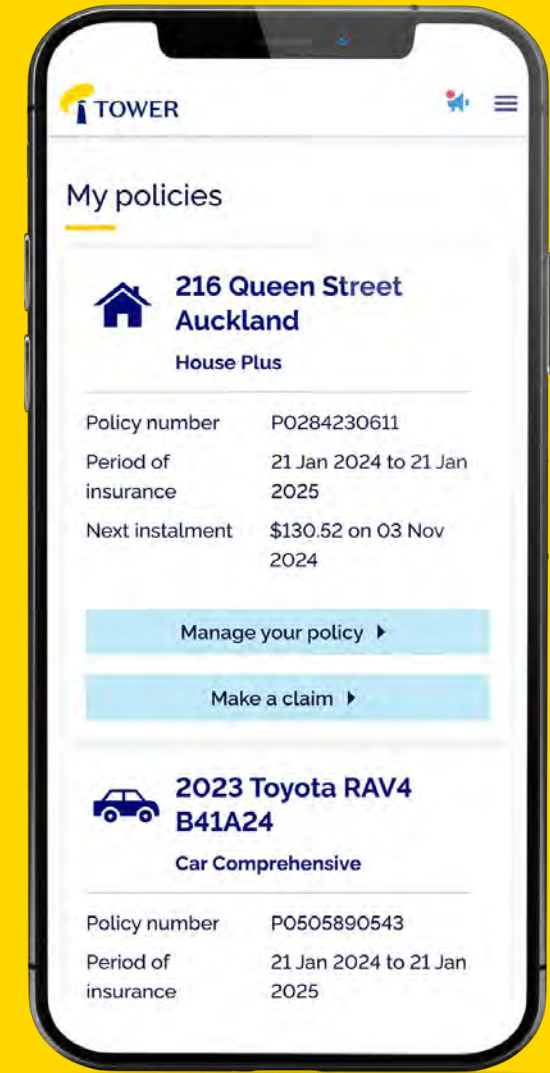 TOWER
My policies
216 Queen Street
Auckland
House Plus
Policy number P0284230611
Period of 21 Jan 2024 to 21 Jan
insurance 2025
Next instalment $130.52 on 03 Nov
2024
Manage your policy
Make a claim
2023 Toyota RAV4
B41A24
Car Comprehensive
Policy number P0505890543
Period of 21 Jan 2024 to 21 Jan
insurance 2025